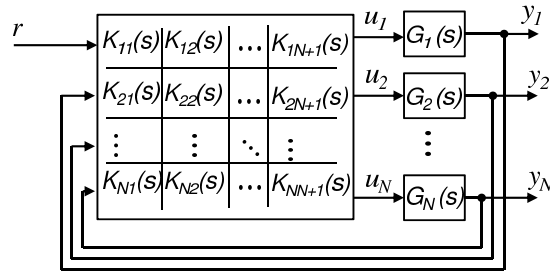 r K11(s) K12(s) ... K1N+1(s) u1 G1(s) y1
K21(s) K22(s) ... K2N+1(s) u2 G2(s) y2
KN1(s) KN2(s) ... KNN+1(s) uN GN(s) yN